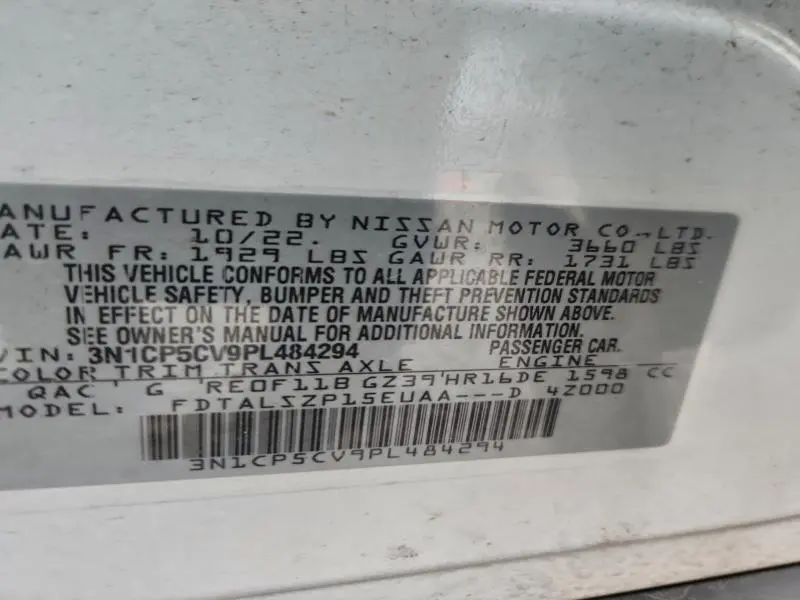 ANUFACTURED BY NISSAN MOTOR CO.,LTD.
ATE: 10/22. GVWR: 3660 LBS
AWR FR: 1929 LBS GAWR RR: 1731 LBS
THIS VEHICLE CONFORMS TO ALL APPLICABLE FEDERAL MOTOR
VEHICLE SAFETY, BUMPER AND THEFT PREVENTION STANDARDS
IN EFFECT ON THE DATE OF MANUFACTURE SHOWN ABOVE.
SEE OWNER'S MANUAL FOR ADDITIONAL INFORMATION.
VIN: 3N1CP5CV9PL484294 PASSENGER CAR.
COLOR TRIM TRANS AXLE ENGINE
QAC G RE0F11B GZ39 HR16DE 1598 CC
MODEL: FDTALSZP15EUAA---D 4Z000
3N1CP5CV9PL484294